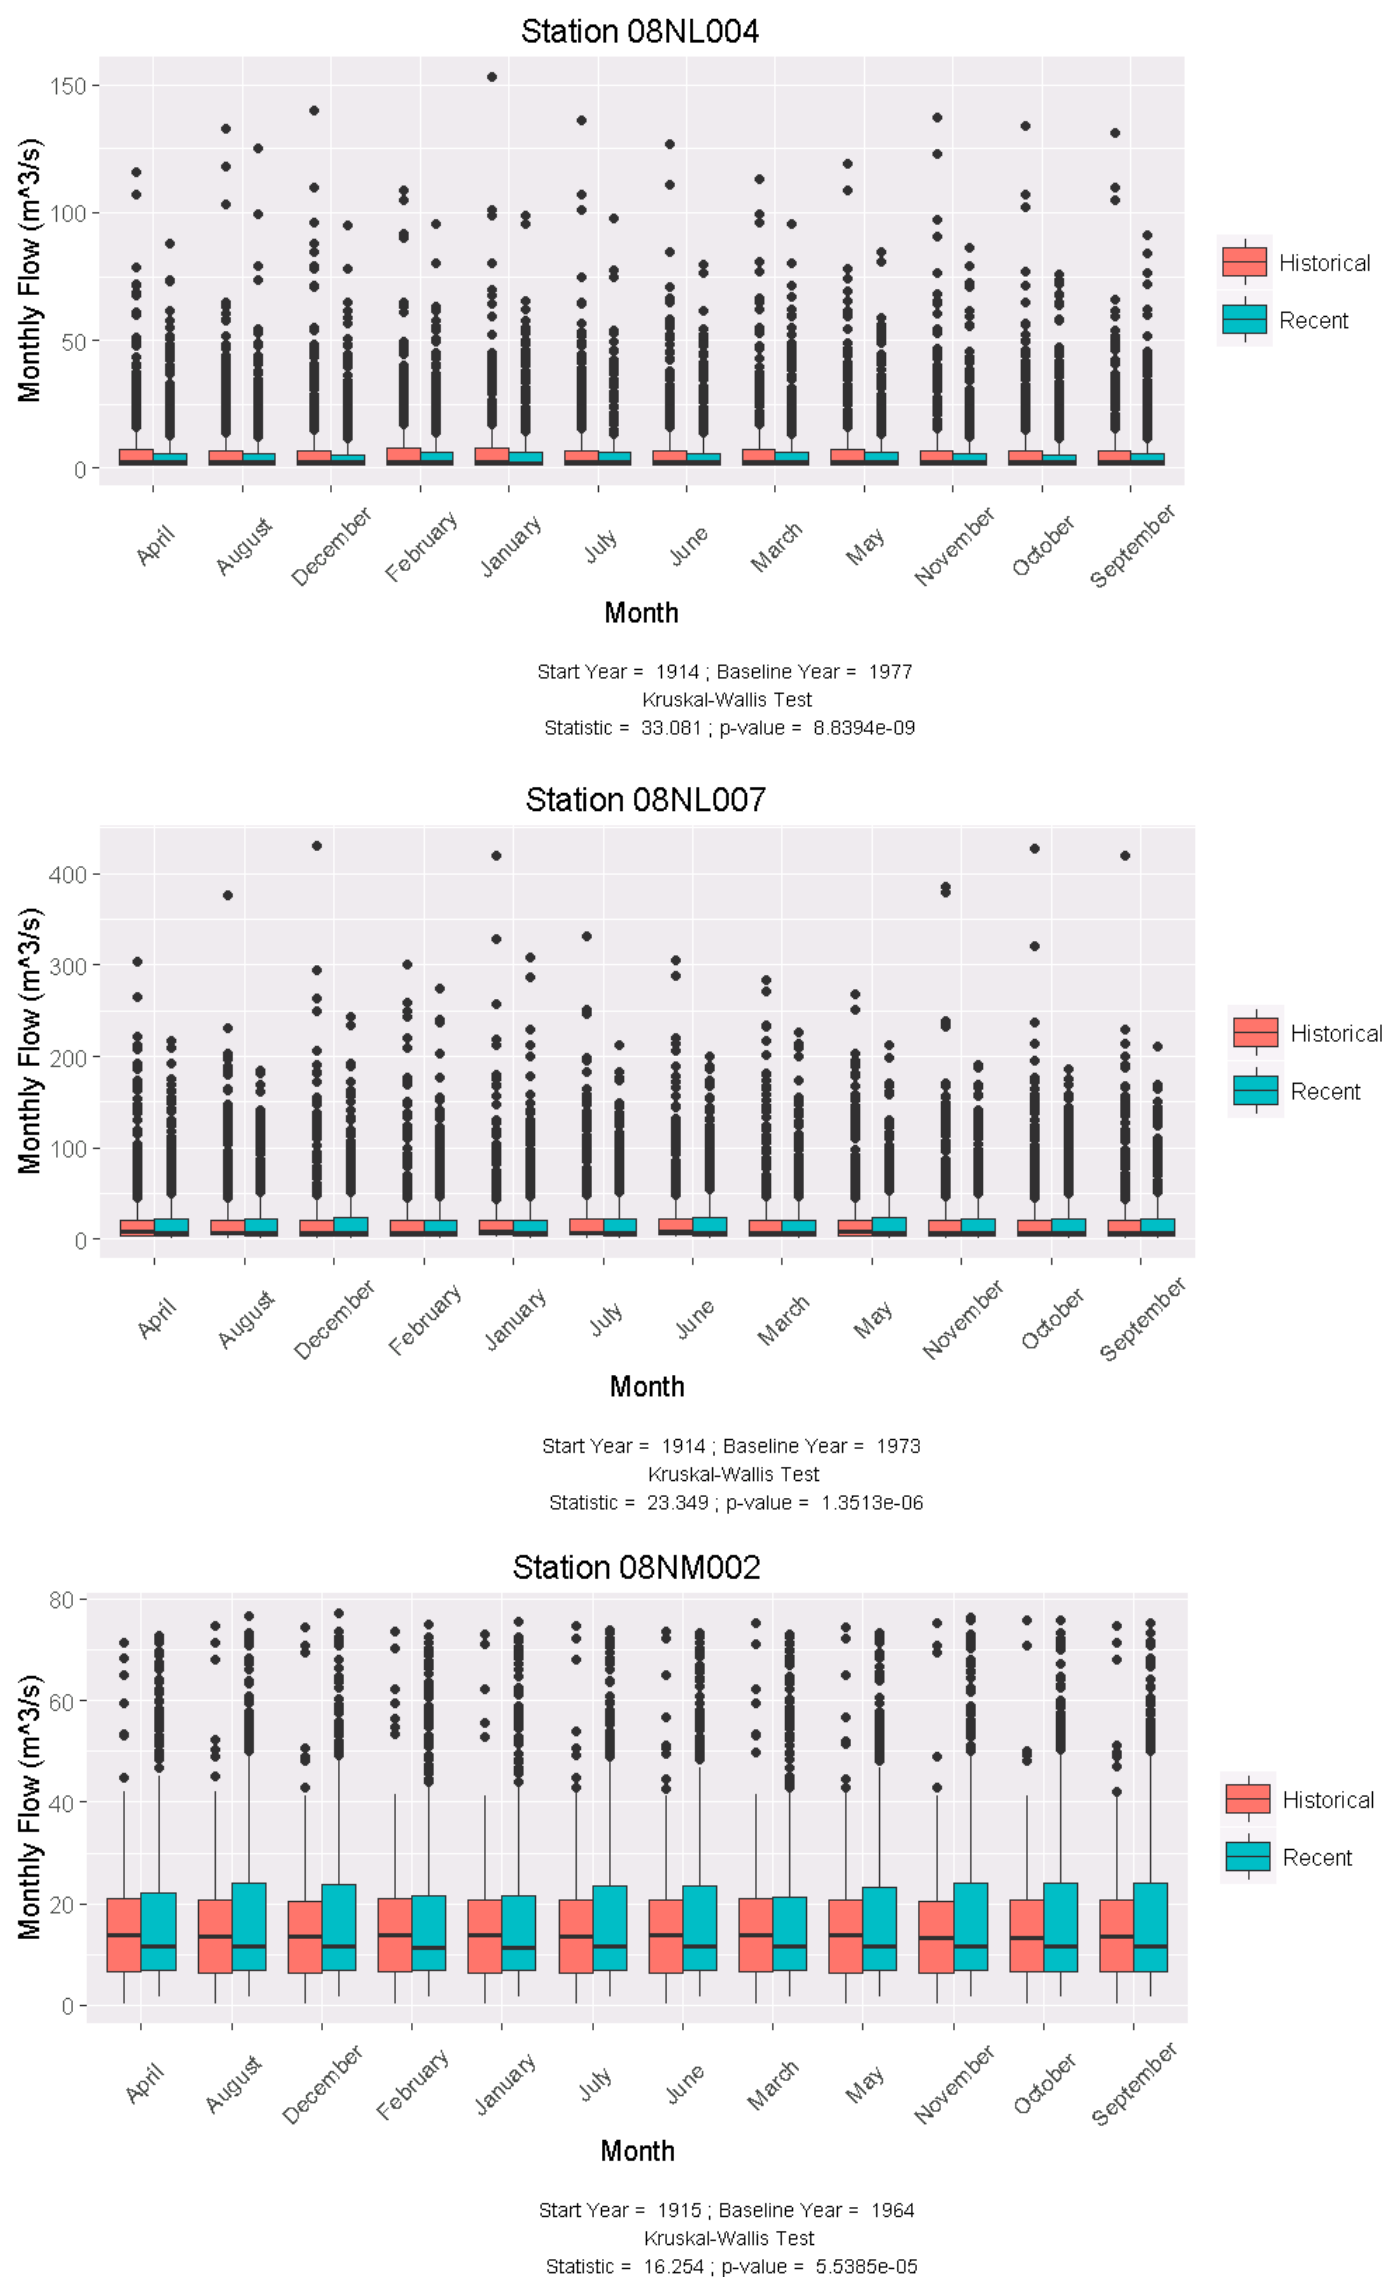 Station 08NL004
Monthly Flow (m^3/s)
150
100
50
0
April August December February January July June March May November October September
Month
Historical
Recent
Start Year = 1914 ; Baseline Year = 1977
Kruskal-Wallis Test
Statistic = 33.081 ; p-value = 8.8394e-09
Station 08NL007
Monthly Flow (m^3/s)
400
300
200
100
0
April August December February January July June March May November October September
Month
Historical
Recent
Start Year = 1914 ; Baseline Year = 1973
Kruskal-Wallis Test
Statistic = 23.349 ; p-value = 1.3513e-06
Station 08NM002
Monthly Flow (m^3/s)
80
60
40
20
0
April August December February January July June March May November October September
Month
Historical
Recent
Start Year = 1915 ; Baseline Year = 1964
Kruskal-Wallis Test
Statistic = 16.254 ; p-value = 5.5385e-05